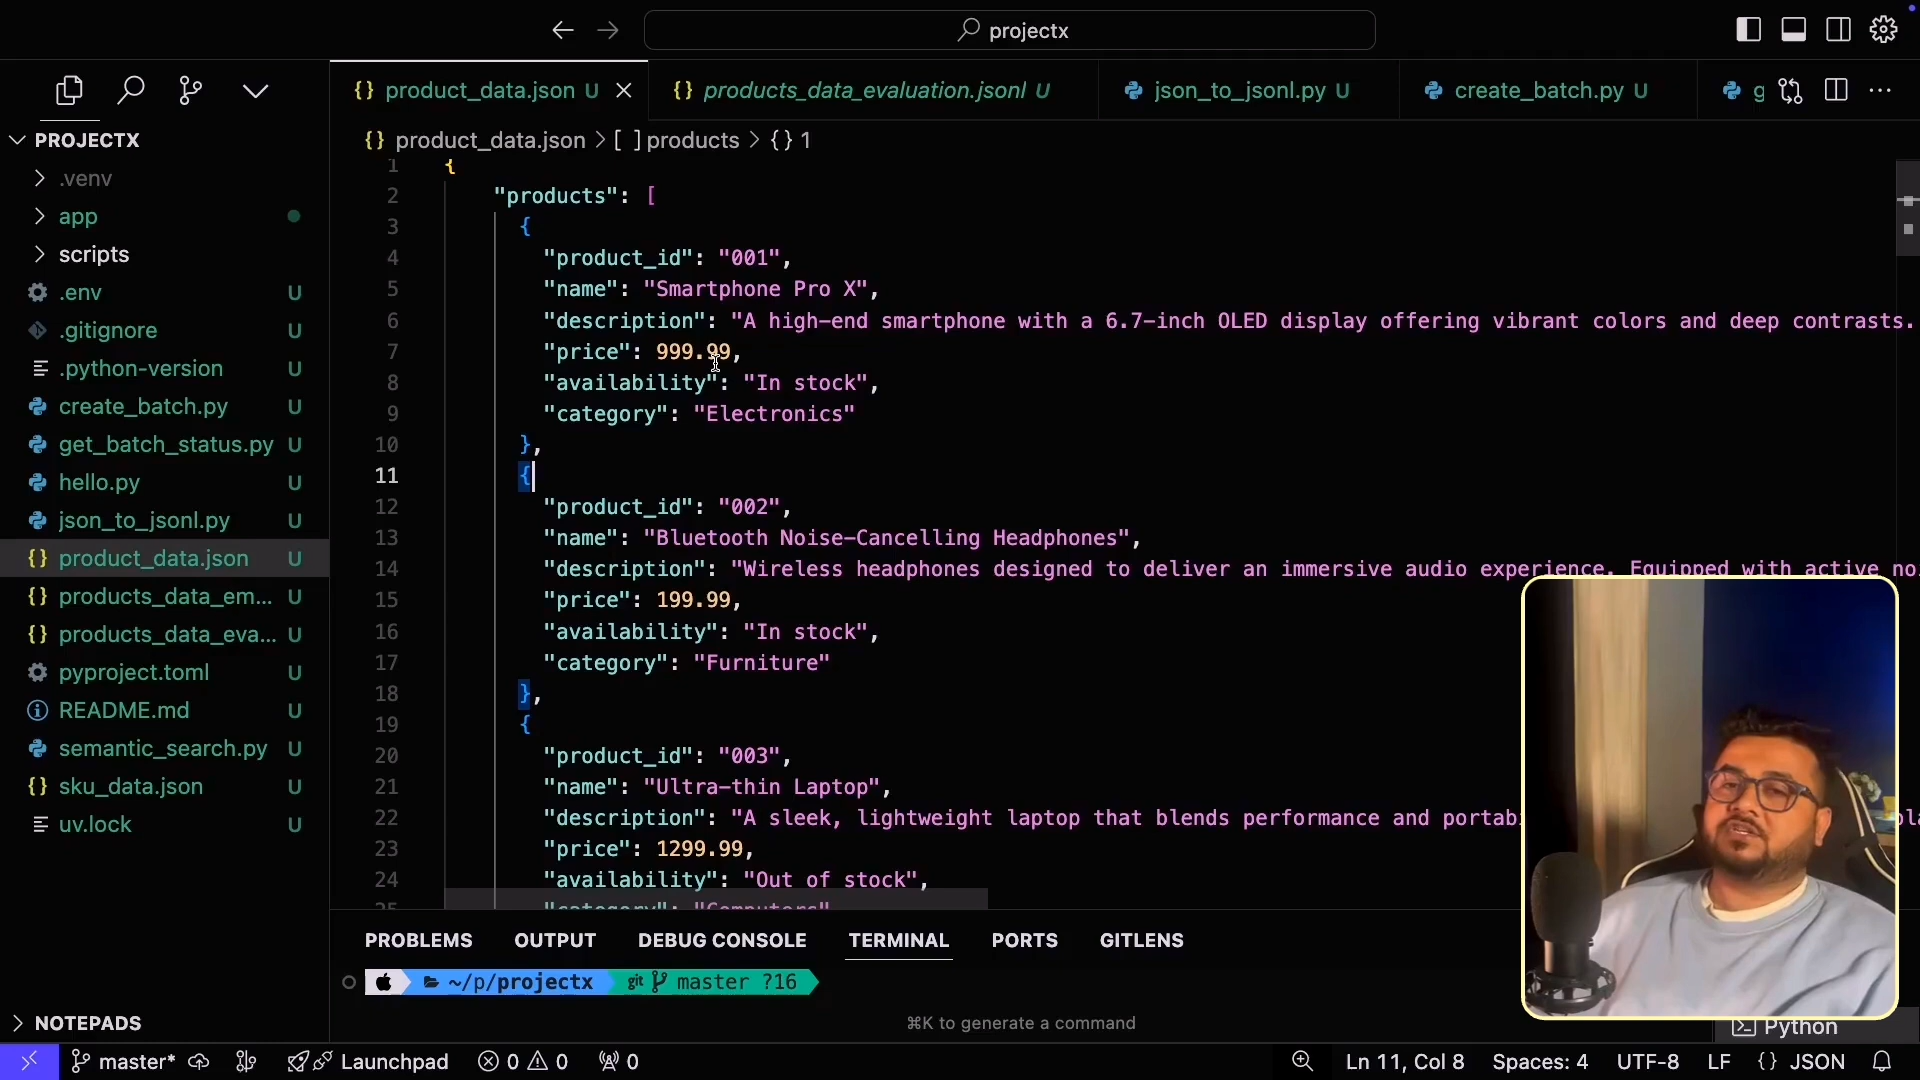 projectx
product_data.json U
products_data_evaluation.jsonl U
json_to_jsonl.py U
create_batch.py U
g
PROJECTX
.venv
app
scripts
.env U
.gitignore U
.python-version U
create_batch.py U
get_batch_status.py U
hello.py U
json_to_jsonl.py U
product_data.json U
products_data_em... U
products_data_eva... U
pyproject.toml U
README.md U
semantic_search.py U
sku_data.json U
uv.lock U
NOTEPADS
product_data.json > [ ] products > {} 1
1 {
2 "products": [
3 {
4 "product_id": "001",
5 "name": "Smartphone Pro X",
6 "description": "A high-end smartphone with a 6.7-inch OLED display offering vibrant colors and deep contrasts.
7 "price": 999.99,
8 "availability": "In stock",
9 "category": "Electronics"
10 },
11 {
12 "product_id": "002",
13 "name": "Bluetooth Noise-Cancelling Headphones",
14 "description": "Wireless headphones designed to deliver an immersive audio experience. Equipped with active no
15 "price": 199.99,
16 "availability": "In stock",
17 "category": "Furniture"
18 },
19 {
20 "product_id": "003",
21 "name": "Ultra-thin Laptop",
22 "description": "A sleek, lightweight laptop that blends performance and portab
23 "price": 1299.99,
24 "availability": "Out of stock",
25 "category": "Computers"
PROBLEMS OUTPUT DEBUG CONSOLE TERMINAL PORTS GITLENS
~/p/projectx git master ?16
⌘K to generate a command
Python
master* Launchpad 0 0 0 Ln 11, Col 8 Spaces: 4 UTF-8 LF {} JSON